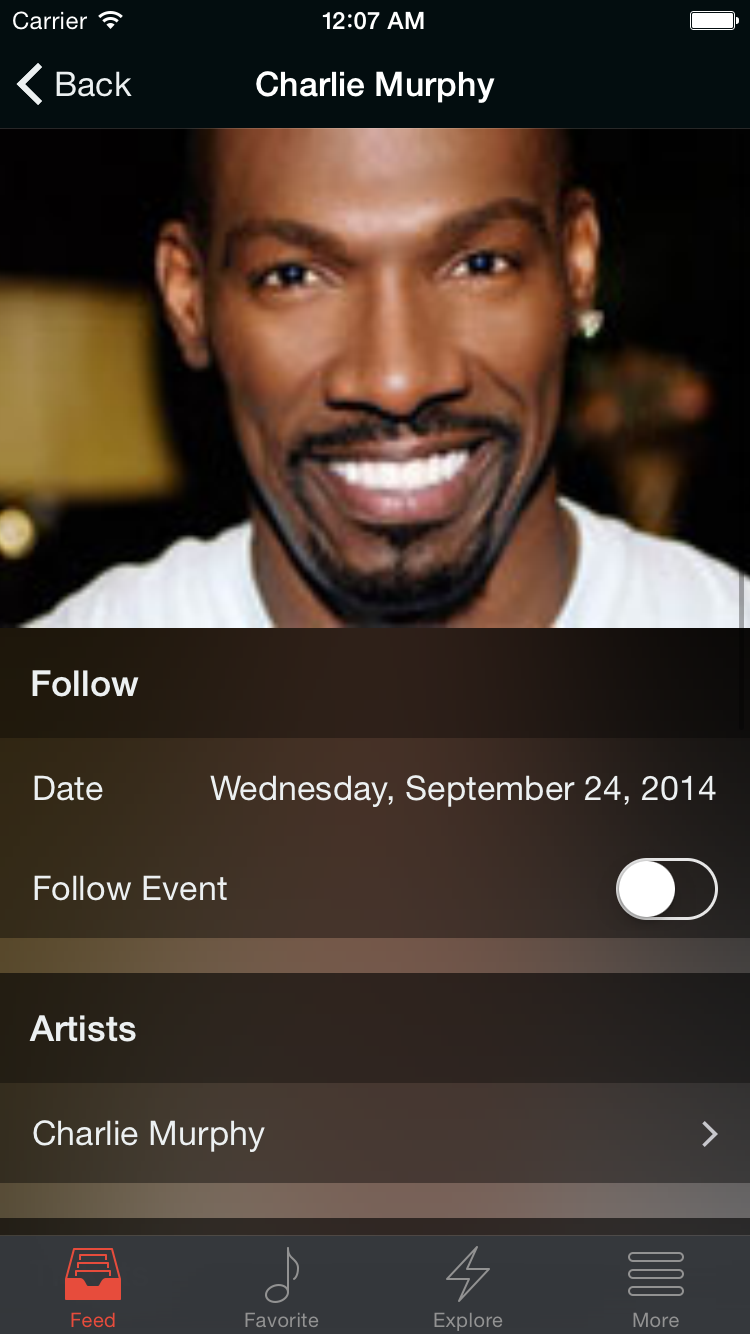 Carrier 12:07 AM
Back Charlie Murphy
Follow
Date Wednesday, September 24, 2014
Follow Event
Artists
Charlie Murphy
Feed Favorite Explore More